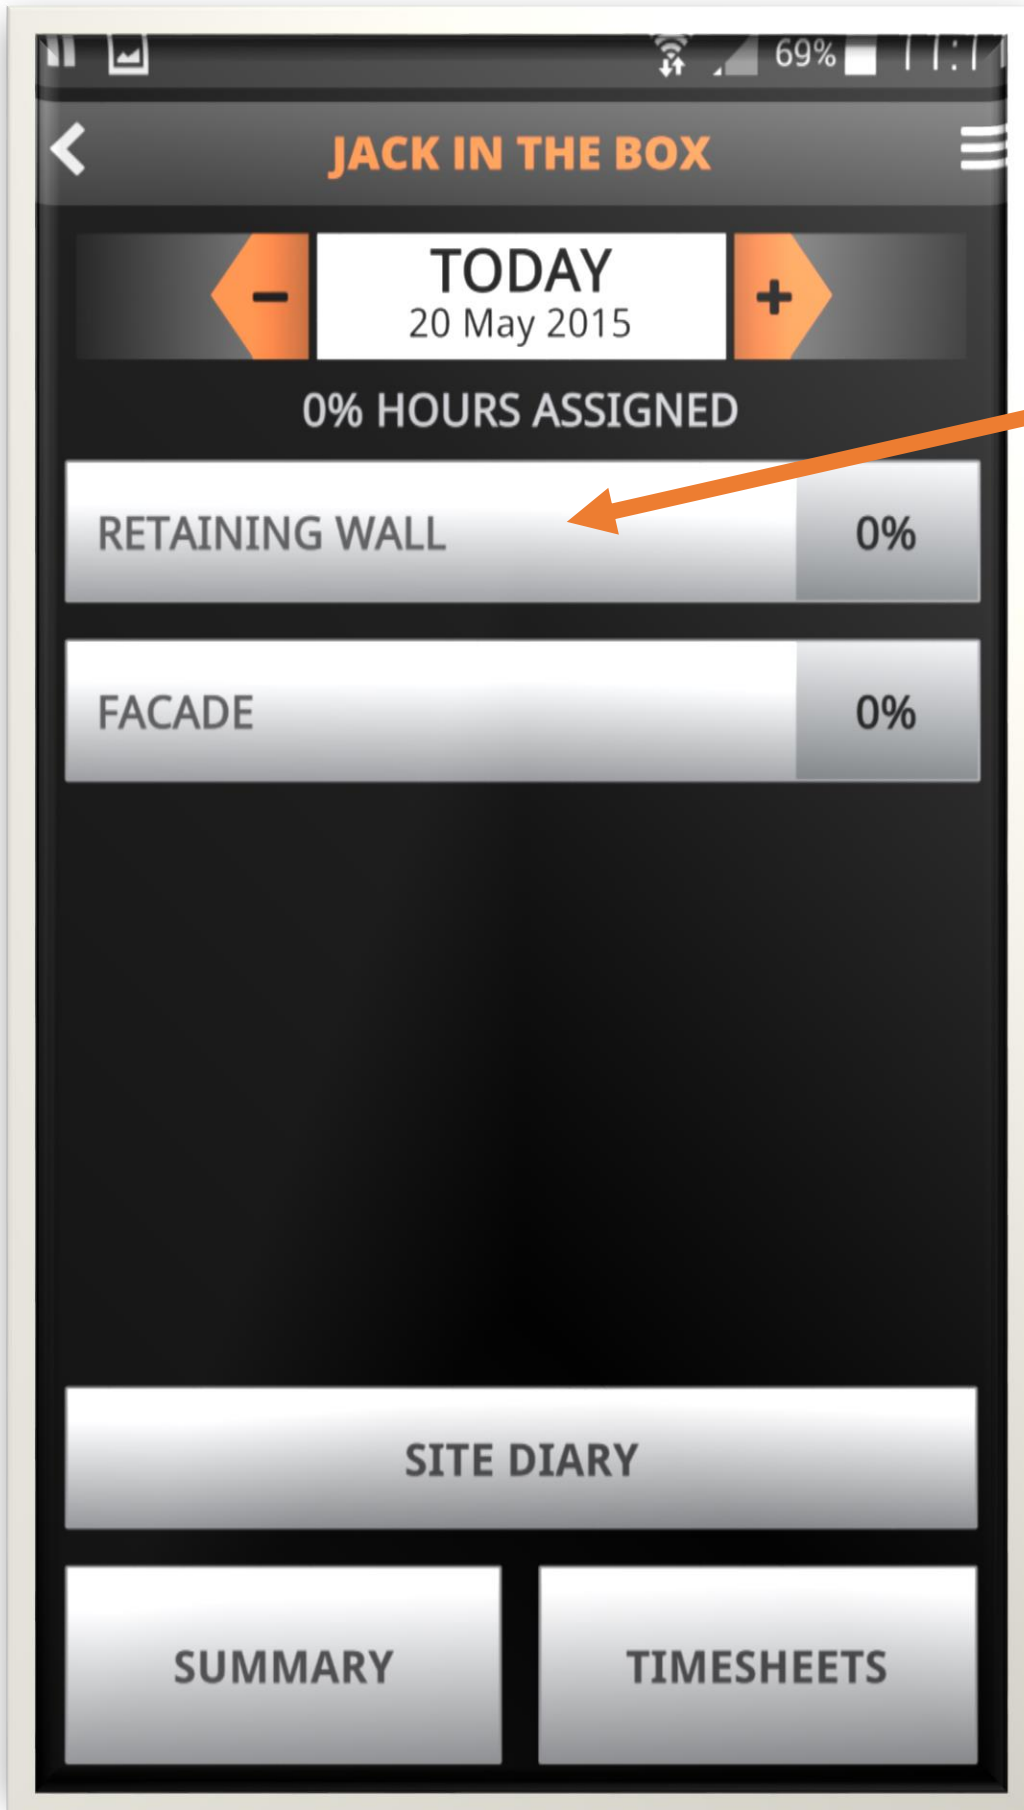 69%
JACK IN THE BOX
TODAY
20 May 2015
0% HOURS ASSIGNED
RETAINING WALL 0%
FACADE 0%
SITE DIARY
SUMMARY TIMESHEETS